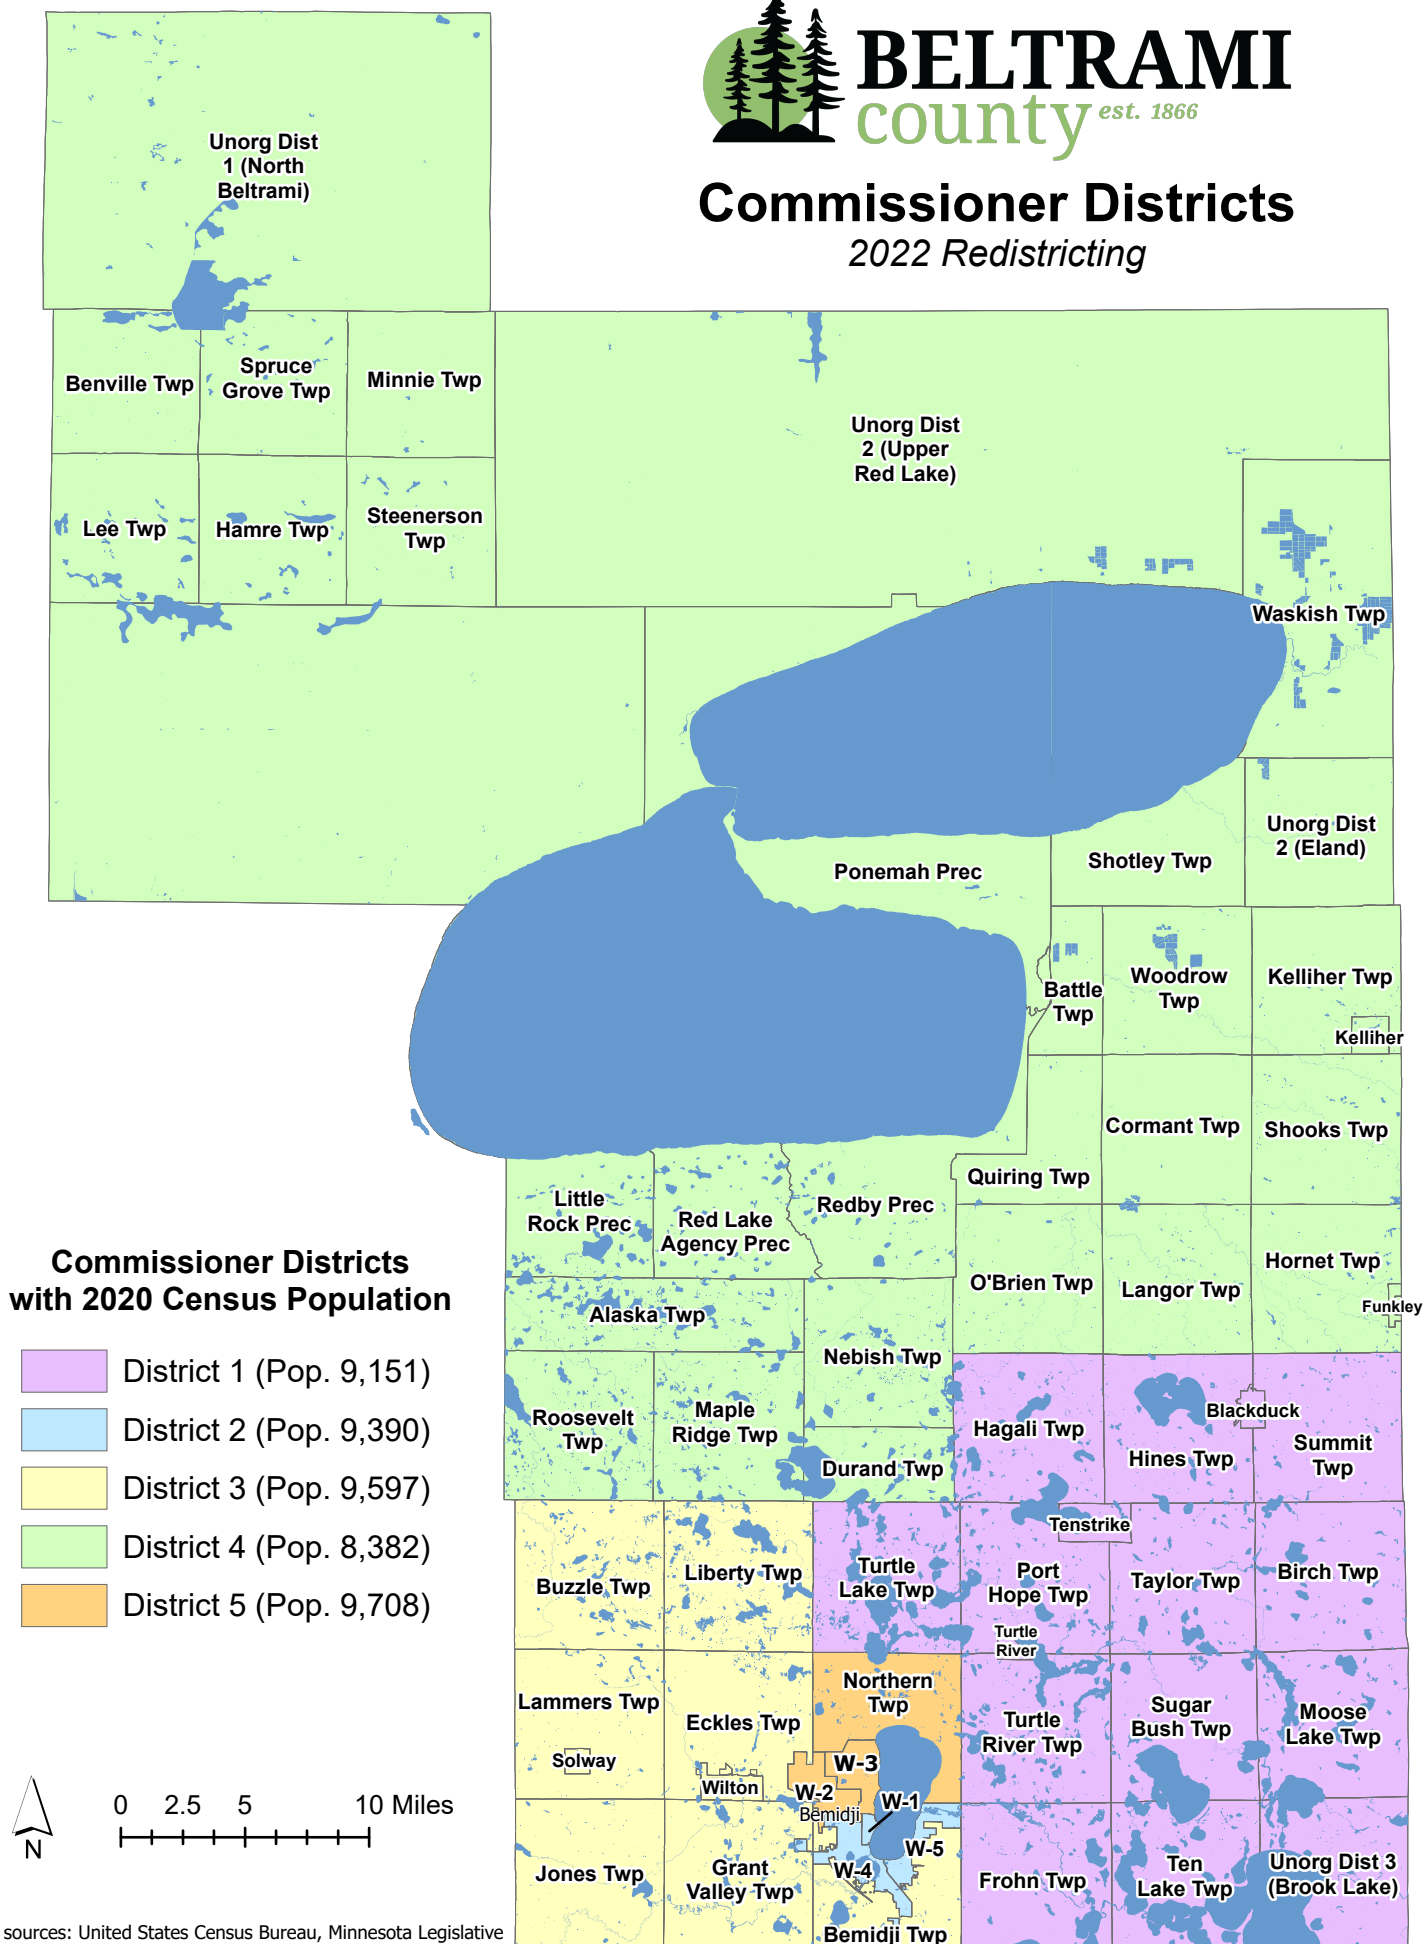 BELTRAMI
county est. 1866
Commissioner Districts
2022 Redistricting
Unorg Dist
1 (North
Beltrami)
Benville Twp
Spruce
Grove Twp
Minnie Twp
Unorg Dist
2 (Upper
Red Lake)
Lee Twp
Hamre Twp
Steenerson
Twp
Waskish Twp
Unorg Dist
2 (Eland)
Shotley Twp
Ponemah Prec
Battle
Twp
Woodrow
Twp
Kelliher Twp
Kelliher
Cormant Twp
Shooks Twp
Quiring Twp
Little
Rock Prec
Red Lake
Agency Prec
Redby Prec
O'Brien Twp
Langor Twp
Hornet Twp
Funkley
Alaska Twp
Nebish Twp
Roosevelt
Twp
Maple
Ridge Twp
Durand Twp
Hagali Twp
Hines Twp
Blackduck
Summit
Twp
Tenstrike
Buzzle Twp
Liberty Twp
Turtle
Lake Twp
Port
Hope Twp
Taylor Twp
Birch Twp
Turtle
River
Lammers Twp
Eckles Twp
Northern
Twp
Turtle
River Twp
Sugar
Bush Twp
Moose
Lake Twp
Solway
Wilton
W-3
W-2
W-1
Bemidji
W-5
W-4
Jones Twp
Grant
Valley Twp
Bemidji Twp
Frohn Twp
Ten
Lake Twp
Unorg Dist 3
(Brook Lake)
Commissioner Districts
with 2020 Census Population
District 1 (Pop. 9,151)
District 2 (Pop. 9,390)
District 3 (Pop. 9,597)
District 4 (Pop. 8,382)
District 5 (Pop. 9,708)
N
0 2.5 5 10 Miles
sources: United States Census Bureau, Minnesota Legislative